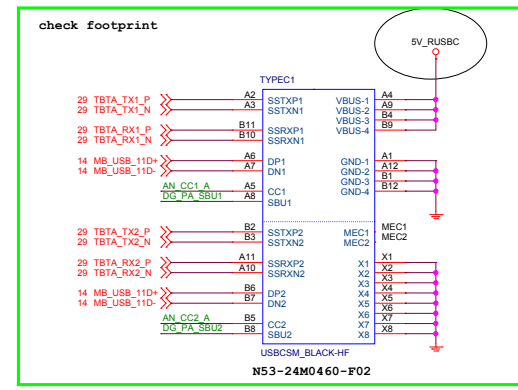 check footprint
5V_RUSBC
TYPEC1
29 TBTA_TX1_P A2 SSTXP1 VBUS-1 A4
29 TBTA_TX1_N A3 SSTXN1 VBUS-2 A9
VBUS-3 B4
29 TBTA_RX1_P B11 SSRXP1 VBUS-4 B9
29 TBTA_RX1_N B10 SSRXN1
14 MB_USB_11D+ A6 DP1 GND-1 A1
14 MB_USB_11D- A7 DN1 GND-2 A12
GND-3 B1
AN_CC1_A A5 CC1 GND-4 B12
DG_PA_SBU1 A8 SBU1
29 TBTA_TX2_P B2 SSTXP2 MEC1 MEC1
29 TBTA_TX2_N B3 SSTXN2 MEC2 MEC2
29 TBTA_RX2_P A11 SSRXP2 X1 X1
29 TBTA_RX2_N A10 SSRXN2 X2 X2
X3 X3
14 MB_USB_11D+ B6 DP2 X4 X4
14 MB_USB_11D- B7 DN2 X5 X5
X6 X6
AN_CC2_A B5 CC2 X7 X7
DG_PA_SBU2 B8 SBU2 X8 X8
USBCSM_BLACK-HF
N53-24M0460-F02